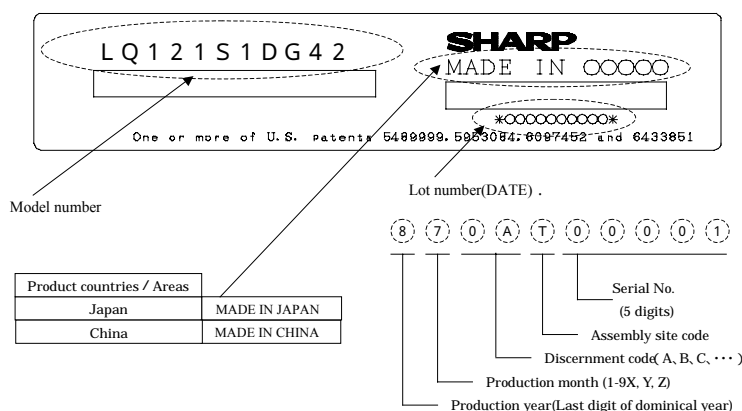 LQ121S1DG42
SHARP
MADE IN OOOOO
*OOOOOOOOOO*
One or more of U.S. patents 5489999.5953084.6097452 and 6433851
Model number
Lot number(DATE) .
8 7 0 A T 0 0 0 0 1
Product countries / Areas
Japan MADE IN JAPAN
China MADE IN CHINA
Serial No.
(5 digits)
Assembly site code
Discernment code( A、B、C、・・・ )
Production month (1-9X, Y, Z)
Production year(Last digit of dominical year)